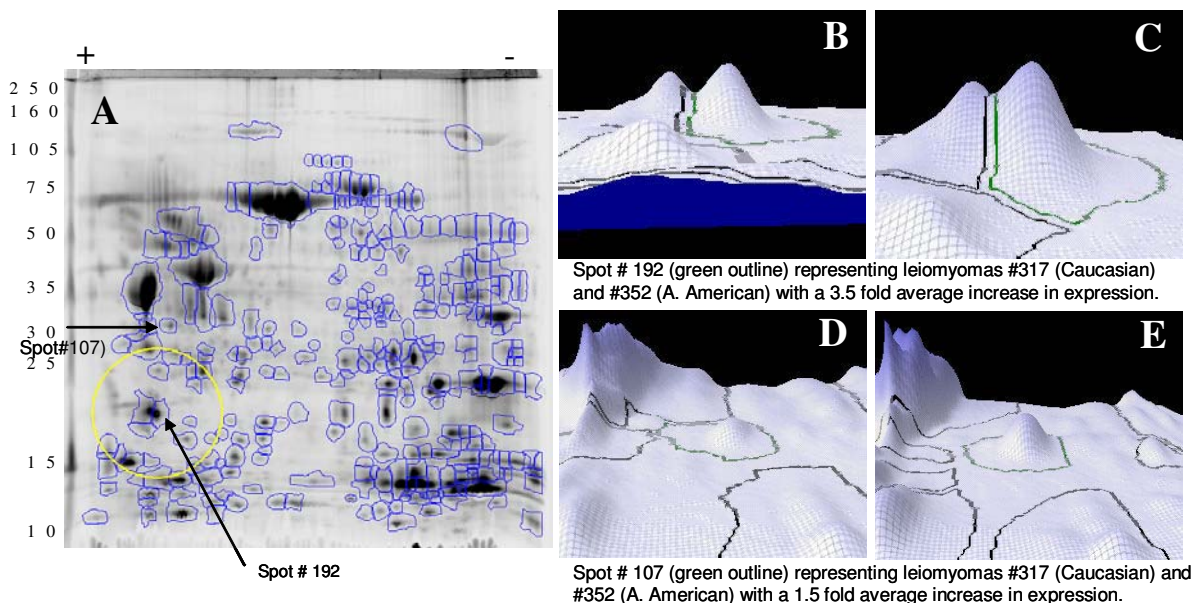 + -
A
250
160
105
75
50
35
30
Spot#107)
25
15
10
Spot # 192
B
C
Spot # 192 (green outline) representing leiomyomas #317 (Caucasian)
and #352 (A. American) with a 3.5 fold average increase in expression.
D
E
Spot # 107 (green outline) representing leiomyomas #317 (Caucasian) and
#352 (A. American) with a 1.5 fold average increase in expression.